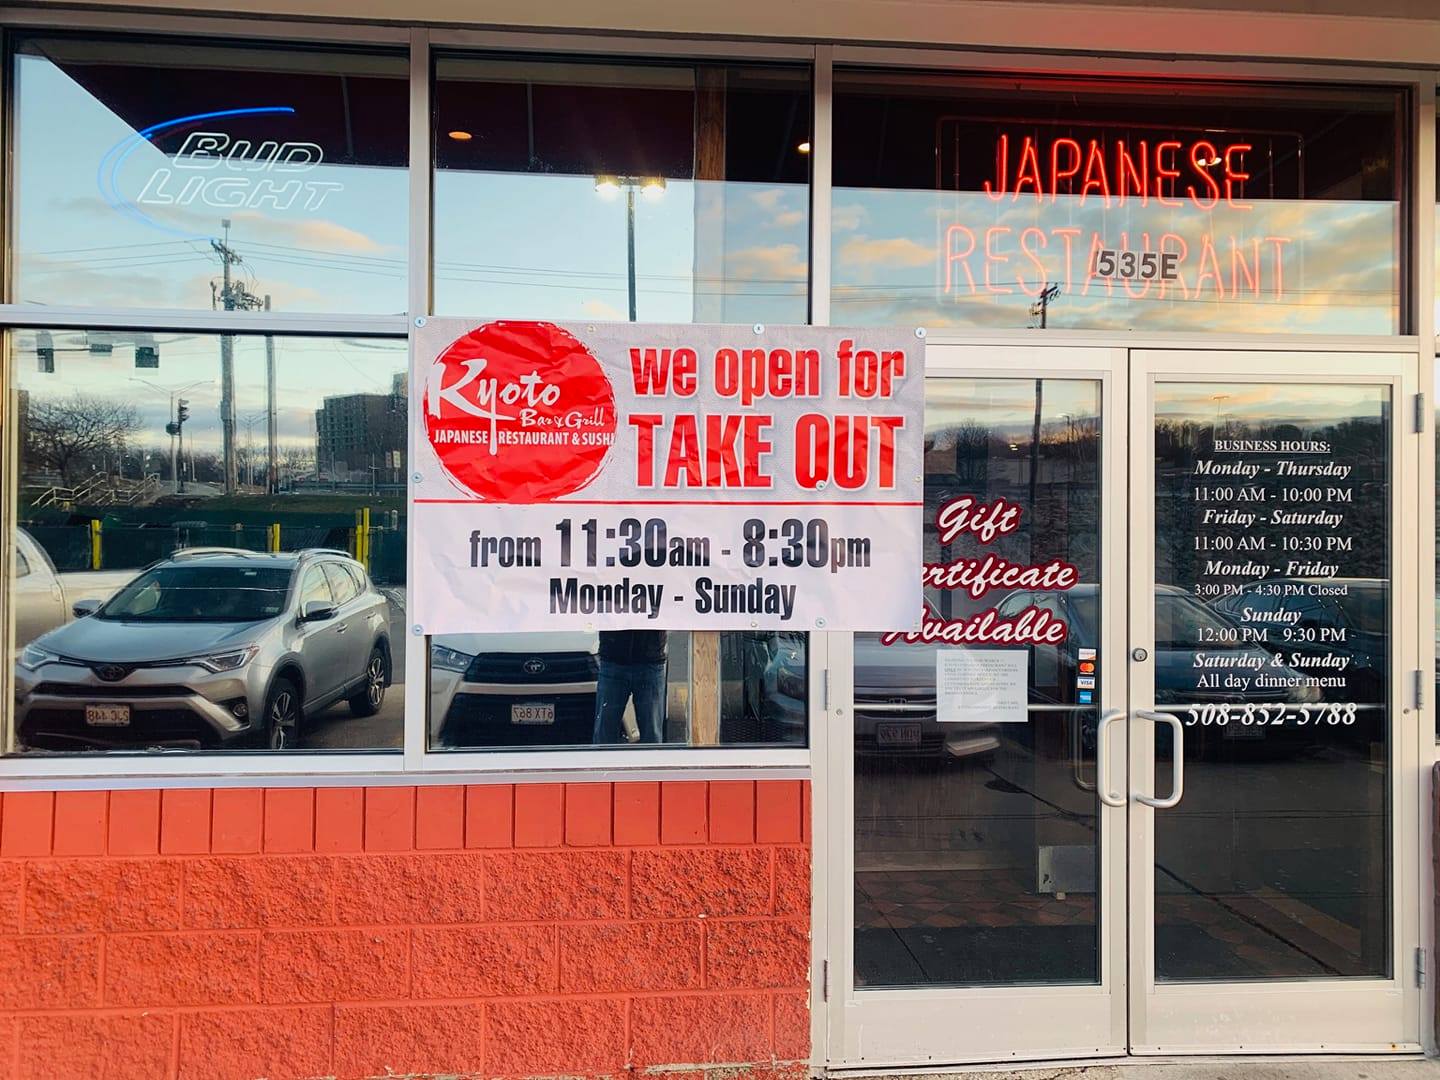 BUD
LIGHT
JAPANESE
RESTAURANT
535E
Kyoto
Bar & Grill
JAPANESE RESTAURANT & SUSHI
we open for
TAKE OUT
from 11:30am - 8:30pm
Monday - Sunday
Gift
Certificate
Available
VISA
BUSINESS HOURS:
Monday - Thursday
11:00 AM - 10:00 PM
Friday - Saturday
11:00 AM - 10:30 PM
Monday - Friday
3:00 PM - 4:30 PM Closed
Sunday
12:00 PM 9:30 PM
Saturday & Sunday
All day dinner menu
508-852-5788